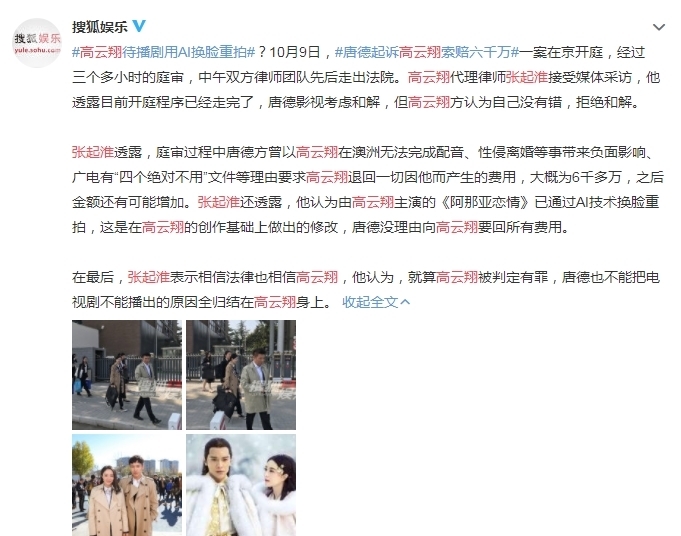 搜狐娱乐
搜狐娱乐
yule.sohu.com
#高云翔待播剧用AI换脸重拍#？10月9日，#唐德起诉高云翔索赔六千万#一案在京开庭，经过
三个多小时的庭审，中午双方律师团队先后走出法院。高云翔代理律师张起淮接受媒体采访，他
透露目前开庭程序已经走完了，唐德影视考虑和解，但高云翔方认为自己没有错，拒绝和解。
张起淮透露，庭审过程中唐德方曾以高云翔在澳洲无法完成配音、性侵离婚等事带来负面影响、
广电有“四个绝对不用”文件等理由要求高云翔退回一切因他而产生的费用，大概为6千多万，之后
金额还有可能增加。张起淮还透露，他认为由高云翔主演的《阿那亚恋情》已通过AI技术换脸重
拍，这是在高云翔的创作基础上做出的修改，唐德没理由向高云翔要回所有费用。
在最后，张起淮表示相信法律也相信高云翔，他认为，就算高云翔被判定有罪，唐德也不能把电
视剧不能播出的原因全归结在高云翔身上。 收起全文